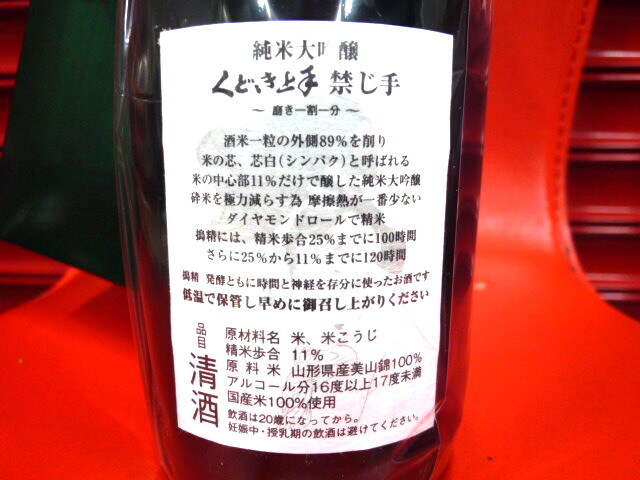 純米大吟醸
くどき上手 禁じ手
～ 磨き一割一分 ～
酒米一粒の外側89%を削り
米の芯、芯白(シンパク)と呼ばれる
米の中心部11%だけで醸した純米大吟醸
砕米を極力減らす為 摩擦熱が一番少ない
ダイヤモンドロールで精米
搗精には、精米歩合25%までに100時間
さらに25%から11%までに120時間
搗精 発酵ともに時間と神経を存分に使ったお酒です
低温で保管し早めに御召し上がりください
品目 清酒
原材料名 米、米こうじ
精米歩合 11%
原料米 山形県産美山錦100%
アルコール分16度以上17度未満
国産米100%使用
飲酒は20歳になってから。
妊娠中・授乳期の飲酒は避けてください。